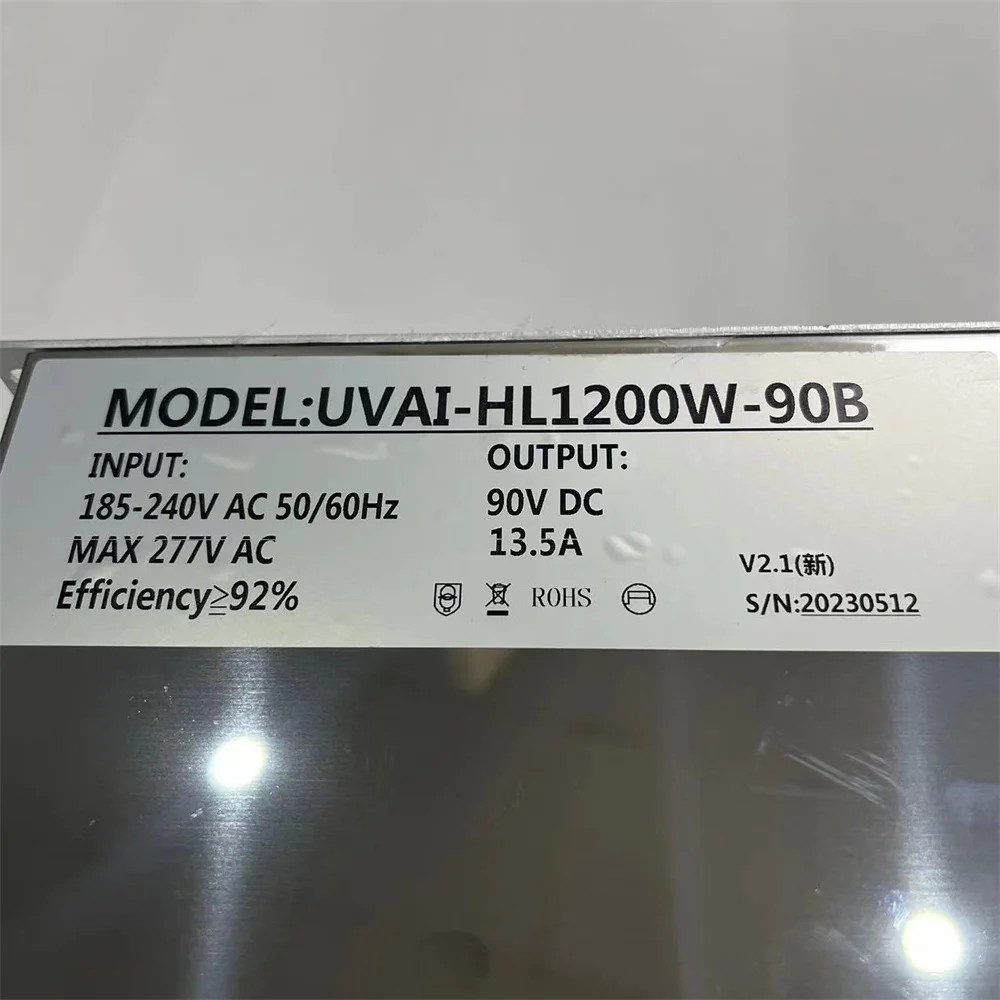 MODEL:UVAI-HL1200W-90B
INPUT:
185-240V AC 50/60Hz
MAX 277V AC
Efficiency≧92%
OUTPUT:
90V DC
13.5A
ROHS
V2.1(新)
S/N:20230512